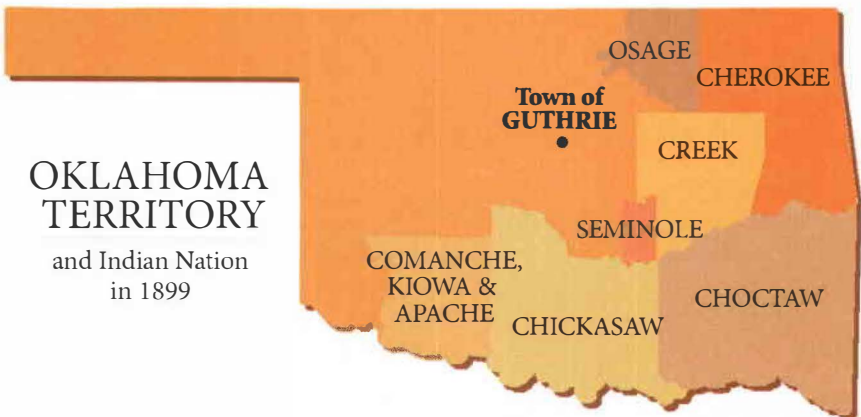 OSAGE
CHEROKEE
Town of
GUTHRIE
CREEK
OKLAHOMA
TERRITORY
and Indian Nation
in 1899
SEMINOLE
COMANCHE,
KIOWA &
APACHE
CHICKASAW
CHOCTAW